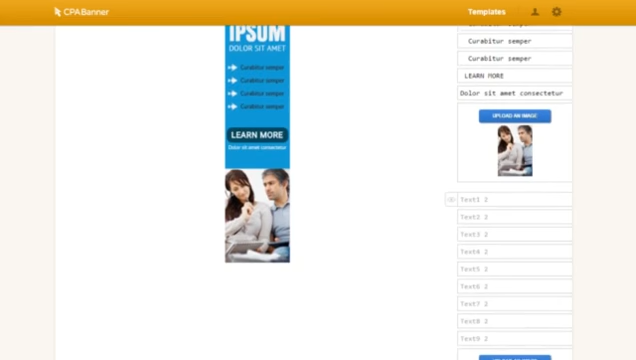 CPABanner
Templates
IPSUM
DOLOR SIT AMET
Curabitur semper
Curabitur semper
Curabitur semper
Curabitur semper
LEARN MORE
Dolor sit amet consectetur
Curabitur semper
Curabitur semper
Curabitur semper
LEARN MORE
Dolor sit amet consectetur
UPLOAD AN IMAGE
Text1 2
Text2 2
Text3 2
Text4 2
Text5 2
Text6 2
Text7 2
Text8 2
Text9 2